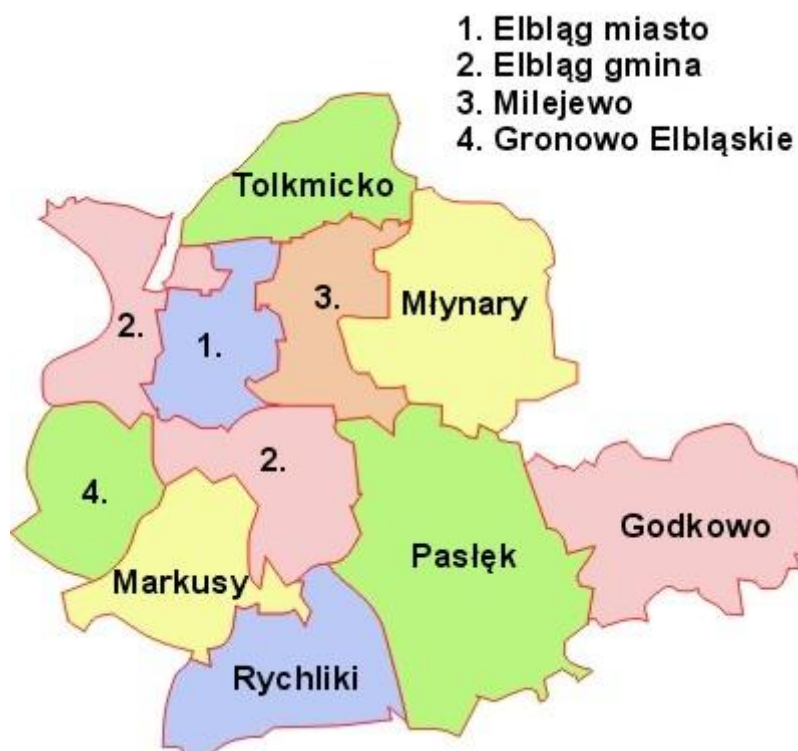 1. Elbląg miasto
2. Elbląg gmina
3. Milejewo
4. Gronowo Elbląskie
Tolkmicko
Młynary
3.
2.
1.
2.
4.
Godkowo
Pasłęk
Markusy
Rychliki